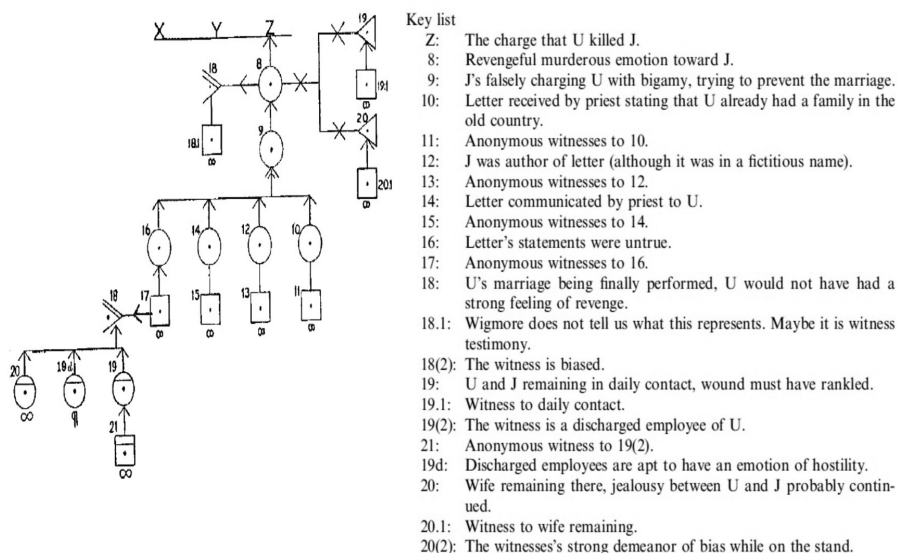 X Y Z
19
18
8
19.1
∞
18.1
∞
20
9
20.1
∞
16
14
12
10
18
17
∞
15
∞
13
∞
11
∞
20
∞
19d
¶
19
21
∞
Key list
Z: The charge that U killed J.
8: Revengeful murderous emotion toward J.
9: J's falsely charging U with bigamy, trying to prevent the marriage.
10: Letter received by priest stating that U already had a family in the
old country.
11: Anonymous witnesses to 10.
12: J was author of letter (although it was in a fictitious name).
13: Anonymous witnesses to 12.
14: Letter communicated by priest to U.
15: Anonymous witnesses to 14.
16: Letter's statements were untrue.
17: Anonymous witnesses to 16.
18: U's marriage being finally performed, U would not have had a
strong feeling of revenge.
18.1: Wigmore does not tell us what this represents. Maybe it is witness
testimony.
18(2): The witness is biased.
19: U and J remaining in daily contact, wound must have rankled.
19.1: Witness to daily contact.
19(2): The witness is a discharged employee of U.
21: Anonymous witness to 19(2).
19d: Discharged employees are apt to have an emotion of hostility.
20: Wife remaining there, jealousy between U and J probably contin-
ued.
20.1: Witness to wife remaining.
20(2): The witnesses's strong demeanor of bias while on the stand.